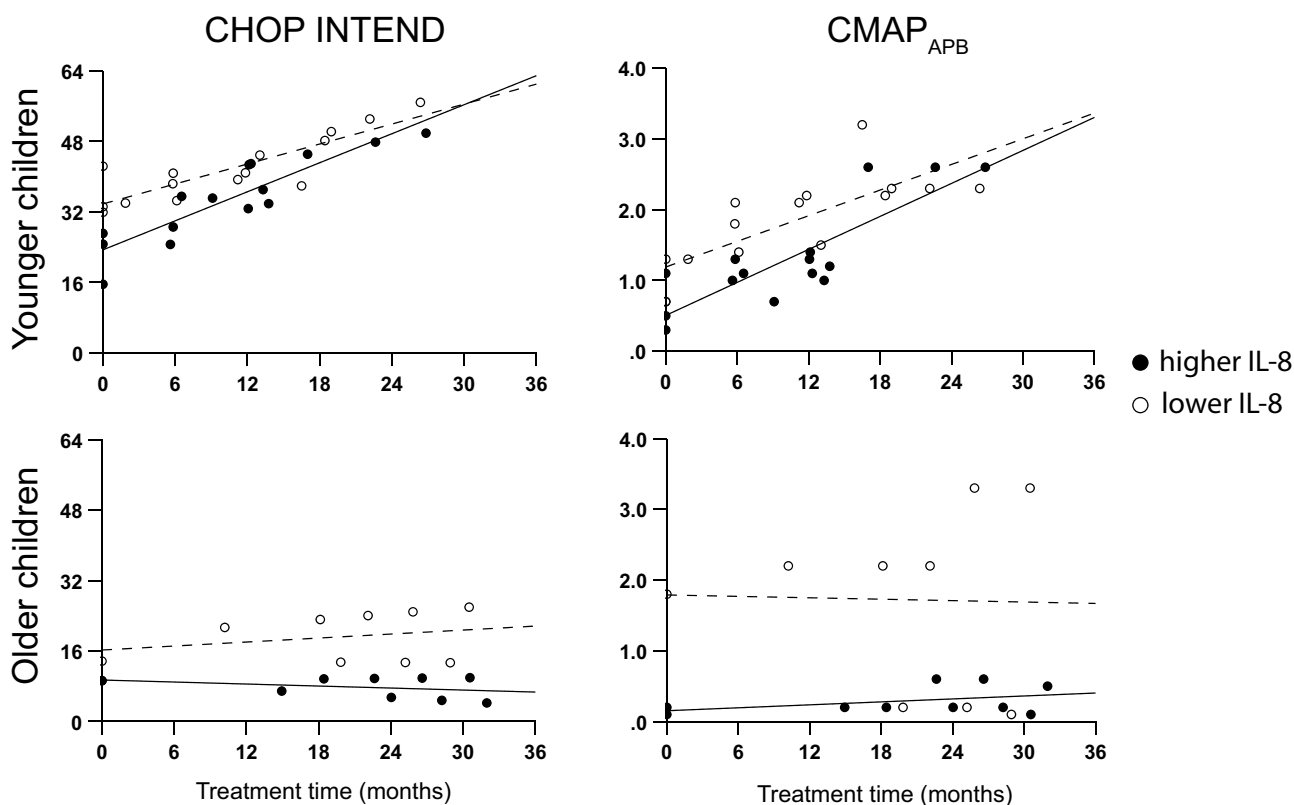 CHOP INTEND
CMAP APB
Younger children
64
48
32
16
0
0 6 12 18 24 30 36
4.0
3.0
2.0
1.0
.0
0 6 12 18 24 30 36
higher IL-8
lower IL-8
Older children
64
48
32
16
0
0 6 12 18 24 30 36
Treatment time (months)
4.0
3.0
2.0
1.0
.0
0 6 12 18 24 30 36
Treatment time (months)